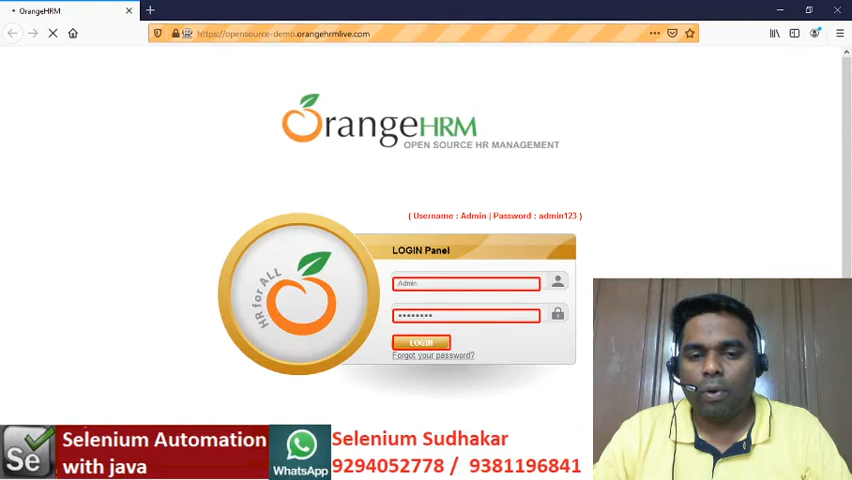 OrangeHRM
https://opensource-demo.orangehrmlive.com
OrangeHRM
OPEN SOURCE HR MANAGEMENT
( Username : Admin | Password : admin123 )
LOGIN Panel
HR for ALL
Admin
••••••••
LOGIN
Forgot your password?
Se
Selenium Automation
with java
WhatsApp
Selenium Sudhakar
9294052778 / 9381196841